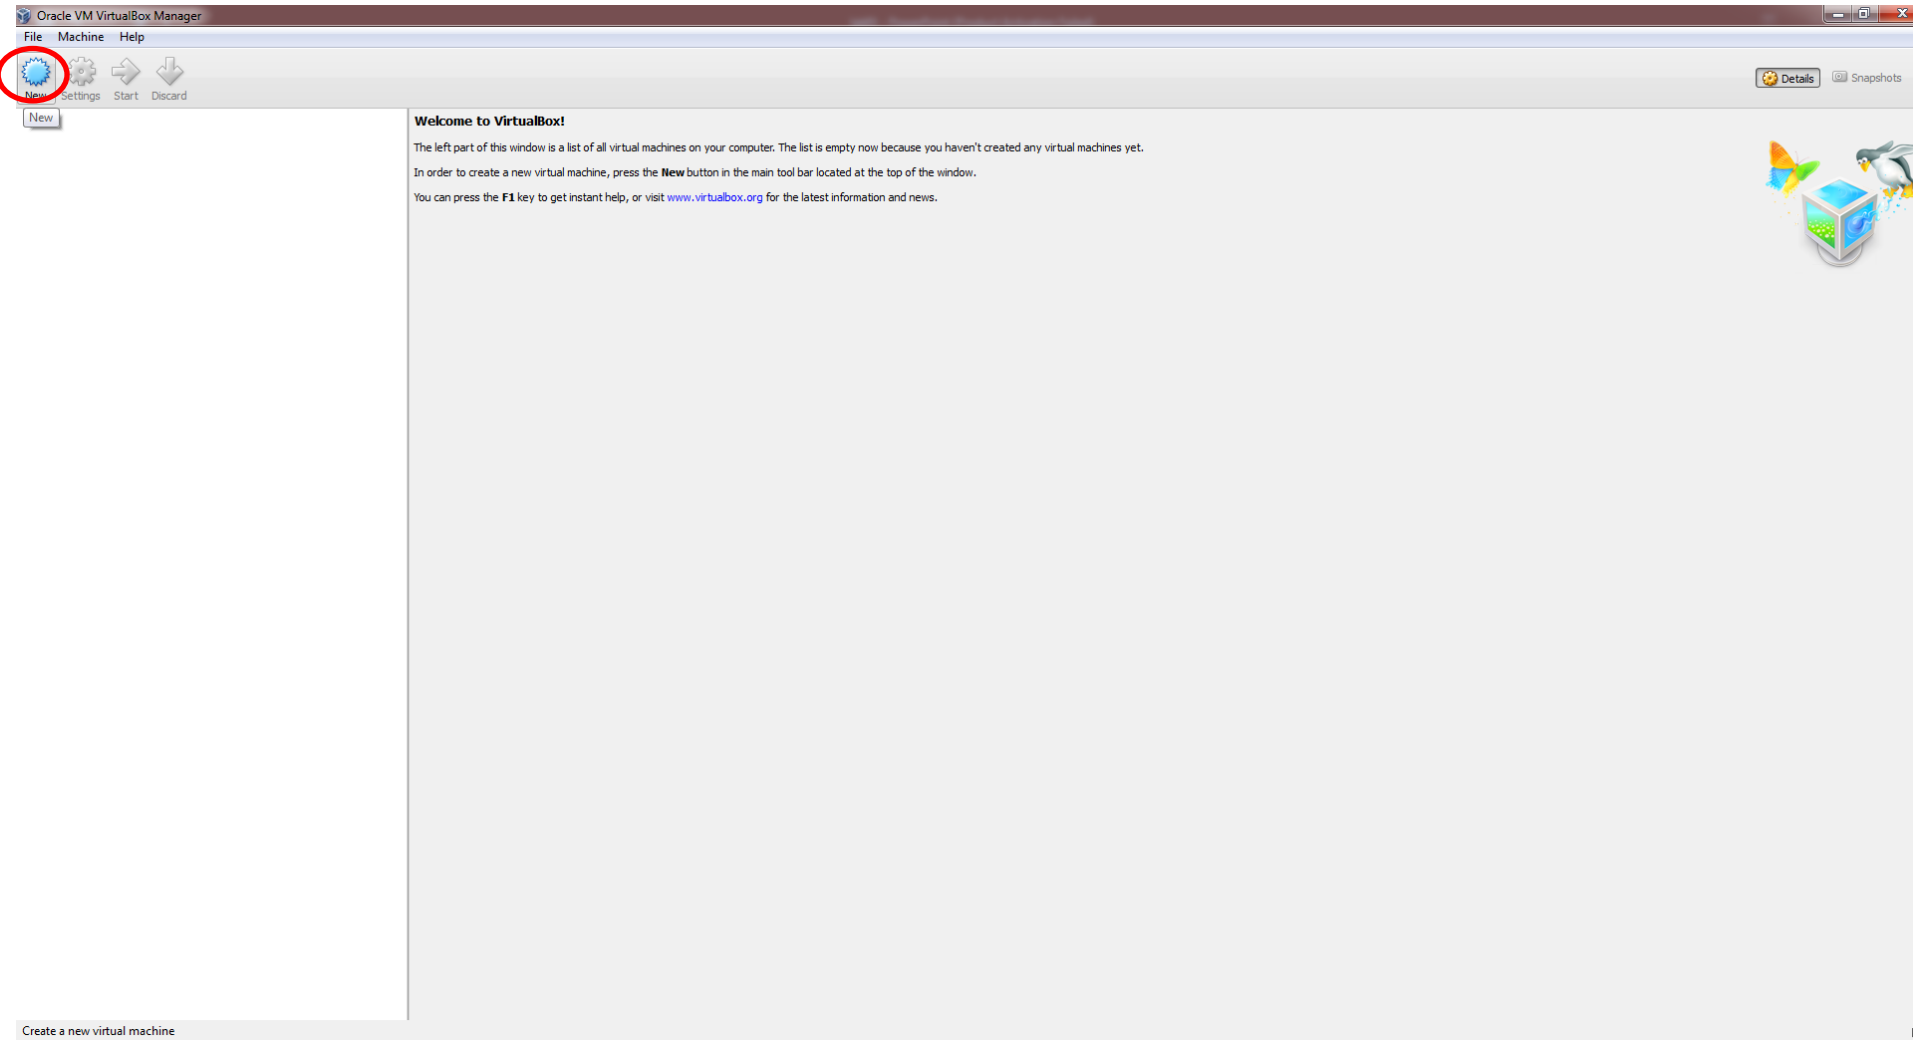 Oracle VM VirtualBox Manager
File Machine Help
New Settings Start Discard
Details Snapshots
New
Welcome to VirtualBox!
The left part of this window is a list of all virtual machines on your computer. The list is empty now because you haven't created any virtual machines yet.
In order to create a new virtual machine, press the New button in the main tool bar located at the top of the window.
You can press the F1 key to get instant help, or visit www.virtualbox.org for the latest information and news.
Create a new virtual machine